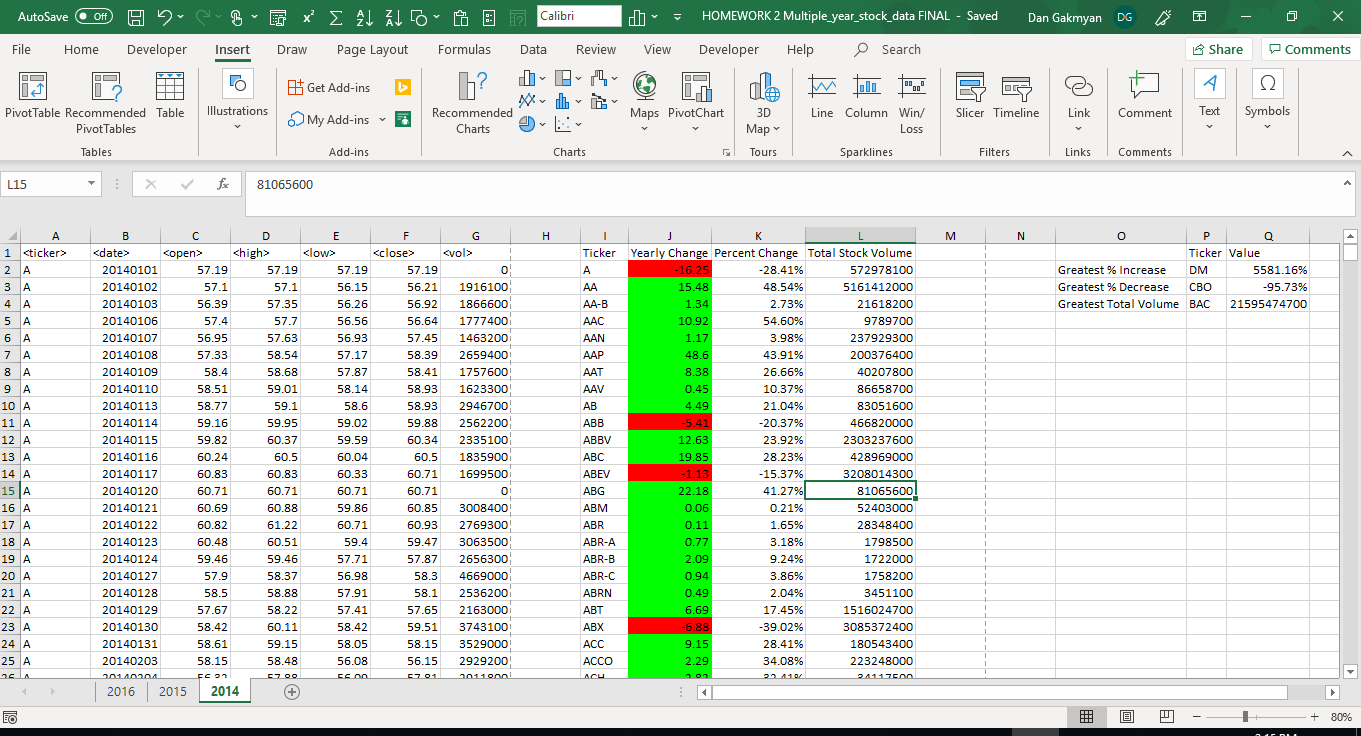 AutoSave Off Calibri HOMEWORK 2 Multiple_year_stock_data FINAL - Saved Dan Gakmyan DG
File Home Developer Insert Draw Page Layout Formulas Data Review View Developer Help Search Share Comments
PivotTable Recommended PivotTables Table Illustrations Get Add-ins My Add-ins Recommended Charts Maps PivotChart 3D Map Line Column Win/Loss Slicer Timeline Link Comment Text Symbols
Tables Add-ins Charts Tours Sparklines Filters Links Comments
L15 fx 81065600
A B C D E F G H I J K L M N O P Q
1 <ticker> <date> <open> <high> <low> <close> <vol> Ticker Yearly Change Percent Change Total Stock Volume Ticker Value
2 A 20140101 57.19 57.19 57.19 57.19 0 A -16.25 -28.41% 572978100 Greatest % Increase DM 5581.16%
3 A 20140102 57.1 57.1 56.15 56.21 1916100 AA 15.48 48.54% 5161412000 Greatest % Decrease CBO -95.73%
4 A 20140103 56.39 57.35 56.26 56.92 1866600 AA-B 1.34 2.73% 21618200 Greatest Total Volume BAC 21595474700
5 A 20140106 57.4 57.7 56.56 56.64 1777400 AAC 10.92 54.60% 9789700
6 A 20140107 56.95 57.63 56.93 57.45 1463200 AAN 1.17 3.98% 237929300
7 A 20140108 57.33 58.54 57.17 58.39 2659400 AAP 48.6 43.91% 200376400
8 A 20140109 58.4 58.68 57.87 58.41 1757600 AAT 8.38 26.66% 40207800
9 A 20140110 58.51 59.01 58.14 58.93 1623300 AAV 0.45 10.37% 86658700
10 A 20140113 58.77 59.1 58.6 58.93 2946700 AB 4.49 21.04% 83051600
11 A 20140114 59.16 59.95 59.02 59.88 2562200 ABB -5.41 -20.37% 466820000
12 A 20140115 59.82 60.37 59.59 60.34 2335100 ABBV 12.63 23.92% 2303237600
13 A 20140116 60.24 60.5 60.04 60.5 1835900 ABC 19.85 28.23% 428969000
14 A 20140117 60.83 60.83 60.33 60.71 1699500 ABEV -1.13 -15.37% 3208014300
15 A 20140120 60.71 60.71 60.71 60.71 0 ABG 22.18 41.27% 81065600
16 A 20140121 60.69 60.88 59.86 60.85 3008400 ABM 0.06 0.21% 52403000
17 A 20140122 60.82 61.22 60.71 60.93 2769300 ABR 0.11 1.65% 28348400
18 A 20140123 60.48 60.51 59.4 59.47 3063500 ABR-A 0.77 3.18% 1798500
19 A 20140124 59.46 59.46 57.71 57.87 2656300 ABR-B 2.09 9.24% 1722000
20 A 20140127 57.9 58.37 56.98 58.3 4669000 ABR-C 0.94 3.86% 1758200
21 A 20140128 58.5 58.88 57.91 58.1 2536200 ABRN 0.49 2.04% 3451100
22 A 20140129 57.67 58.22 57.41 57.65 2163000 ABT 6.69 17.45% 1516024700
23 A 20140130 58.42 60.11 58.42 59.51 3743100 ABX -6.88 -39.02% 3085372400
24 A 20140131 58.61 59.15 58.05 58.15 3529000 ACC 9.15 28.41% 180543400
25 A 20140203 58.15 58.48 56.08 56.15 2929200 ACCO 2.29 34.08% 223248000
2016 2015 2014
80%